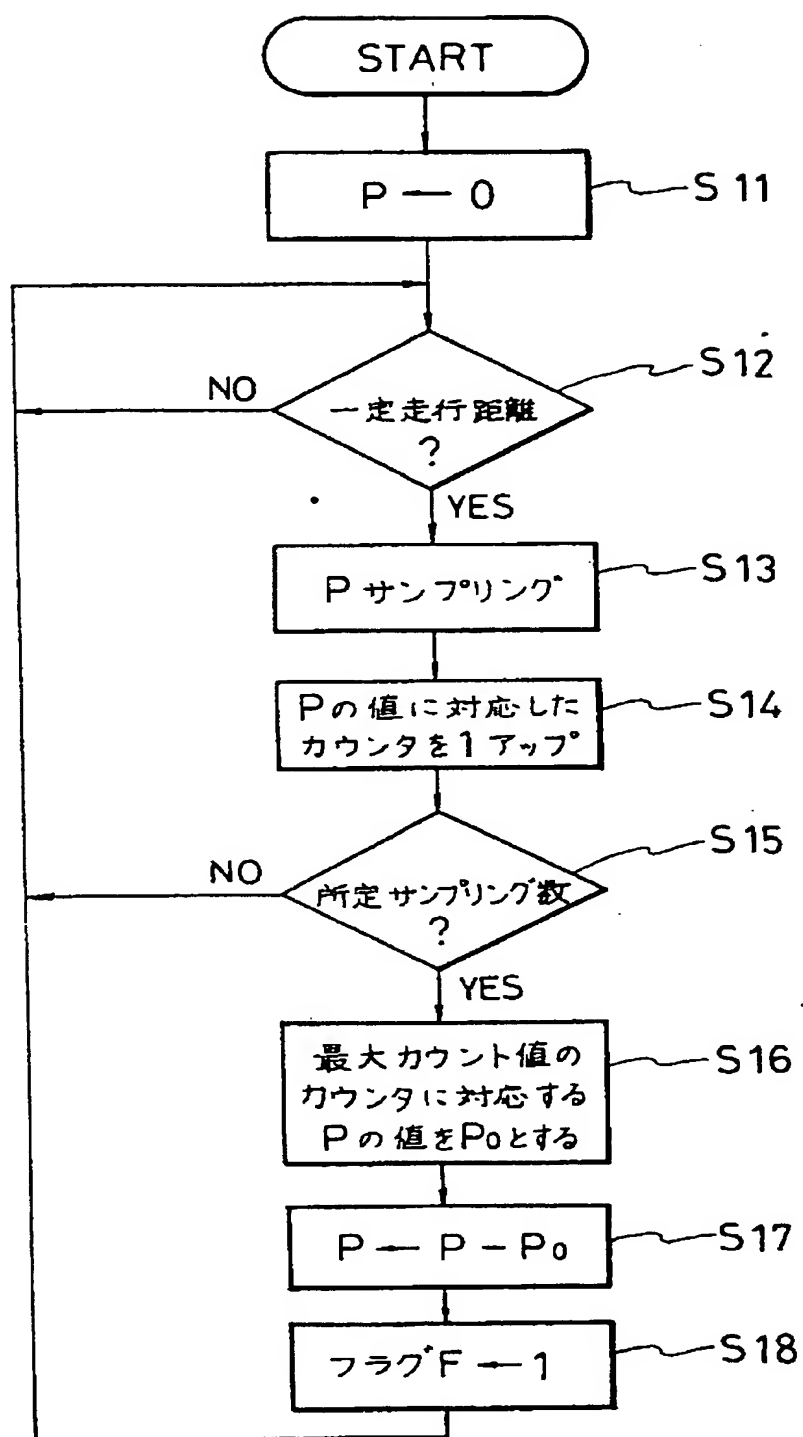 START
P ← 0
S11
S12
NO
一定走行距離
?
YES
S13
P サンプリング
S14
Pの値に対応した
カウンタを1アップ
S15
NO
所定サンプリング数
?
YES
S16
最大カウント値の
カウンタに対応する
Pの値をP₀とする
P ← P − P₀
S17
フラグF ← 1
S18